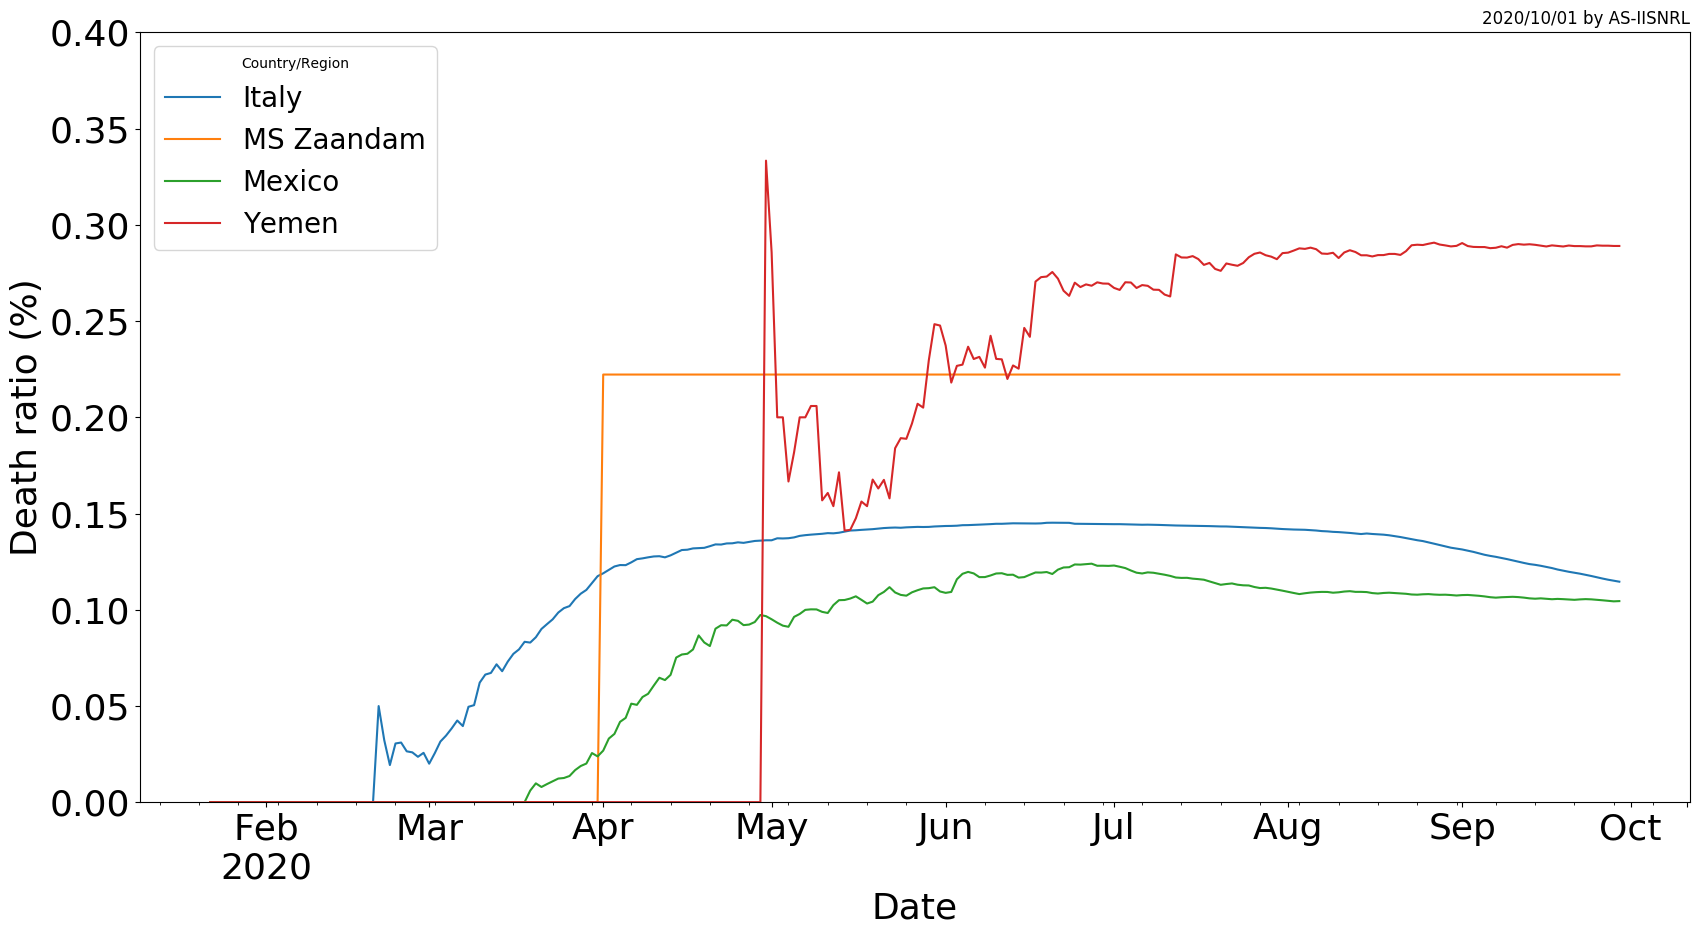 2020/10/01 by AS-IISNRL
Country/Region
Italy
MS Zaandam
Mexico
Yemen
Death ratio (%)
0.40
0.35
0.30
0.25
0.20
0.15
0.10
0.05
0.00
Feb Mar Apr May Jun Jul Aug Sep Oct
2020
Date